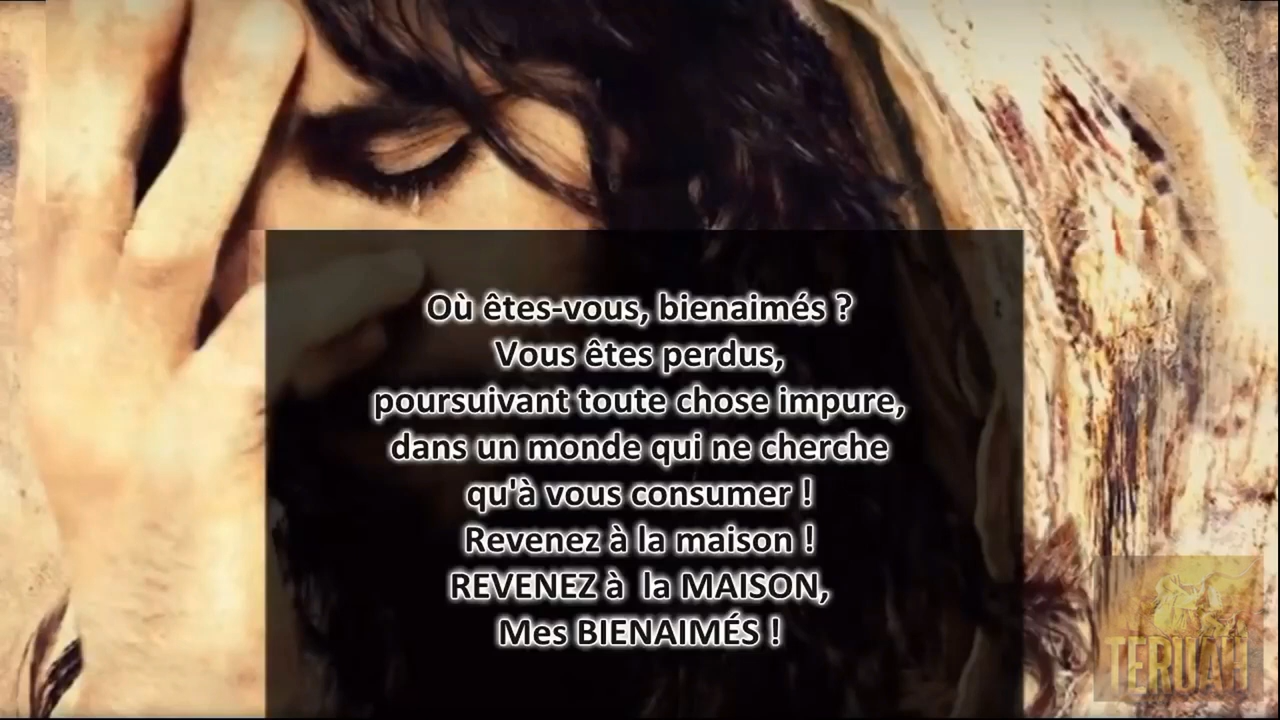 Où êtes-vous, bienaimés ?
Vous êtes perdus,
poursuivant toute chose impure,
dans un monde qui ne cherche
qu'à vous consumer !
Revenez à la maison !
REVENEZ à  la MAISON,
Mes BIENAIMÉS !
TERUAH